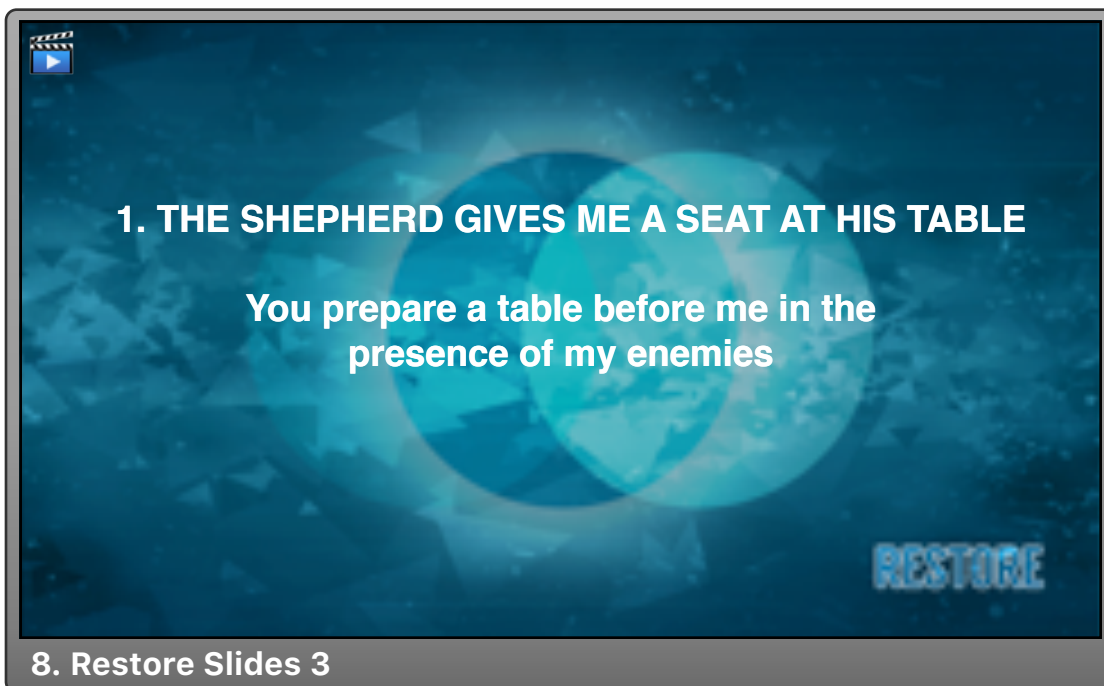 1. THE SHEPHERD GIVES ME A SEAT AT HIS TABLE
You prepare a table before me in the
presence of my enemies
RESTORE
8. Restore Slides 3